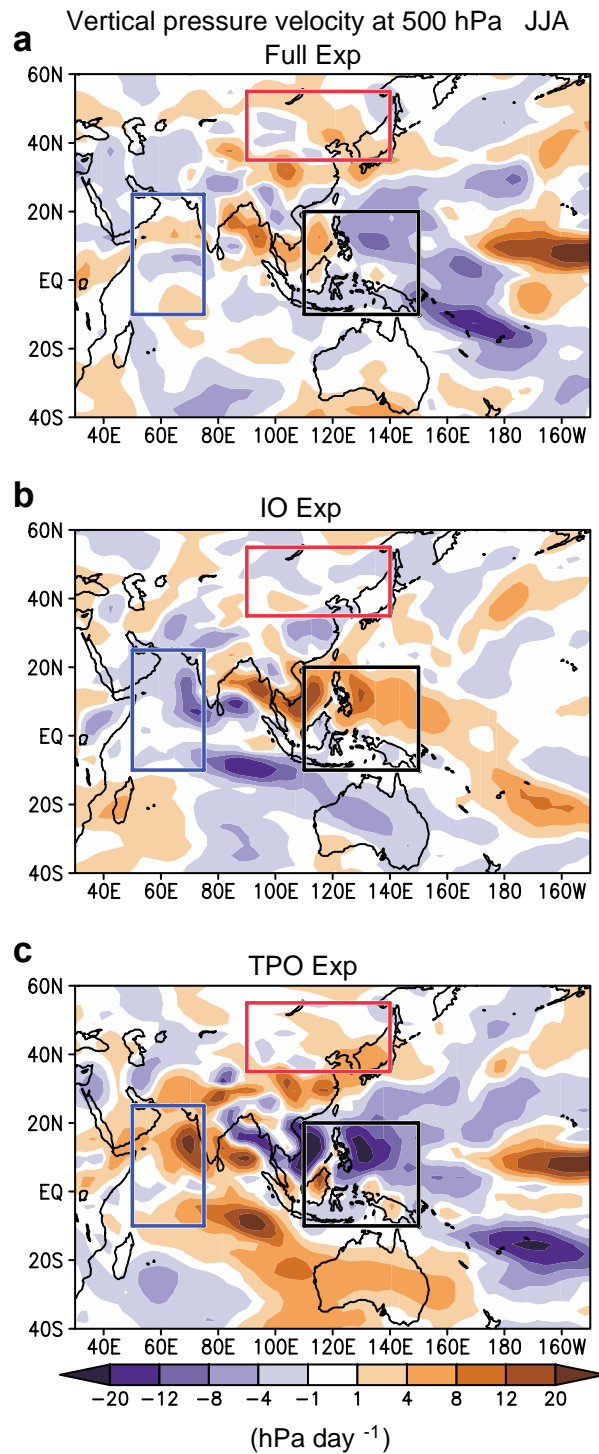 Vertical pressure velocity at 500 hPa JJA
a
Full Exp
60N
40N
20N
EQ
20S
40S
40E 60E 80E 100E 120E 140E 160E 180 160W
b
IO Exp
60N
40N
20N
EQ
20S
40S
40E 60E 80E 100E 120E 140E 160E 180 160W
c
TPO Exp
60N
40N
20N
EQ
20S
40S
40E 60E 80E 100E 120E 140E 160E 180 160W
−20 −12 −8 −4 −1 1 4 8 12 20
(hPa day -1)